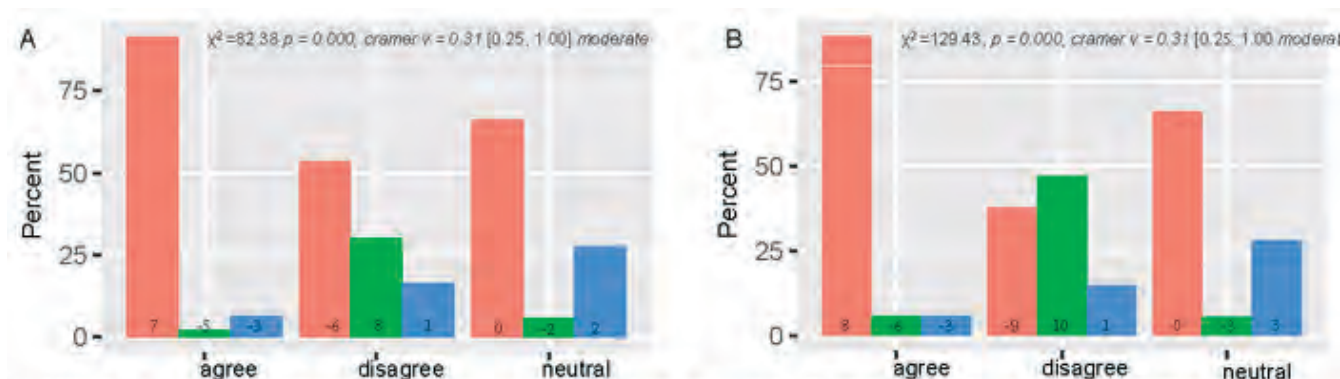 A
χ²=82.38 p = 0.000, cramer v = 0.31 [0.25, 1.00] moderate
Percent
75
50
25
0
7 -5 -3 -6 8 1 0 -2 2
agree disagree neutral
B
χ²=129.43, p = 0.000, cramer v = 0.31 [0.25, 1.00 moderat
Percent
75
50
25
0
8 -6 -3 -9 10 1 -0 -3 3
agree disagree neutral